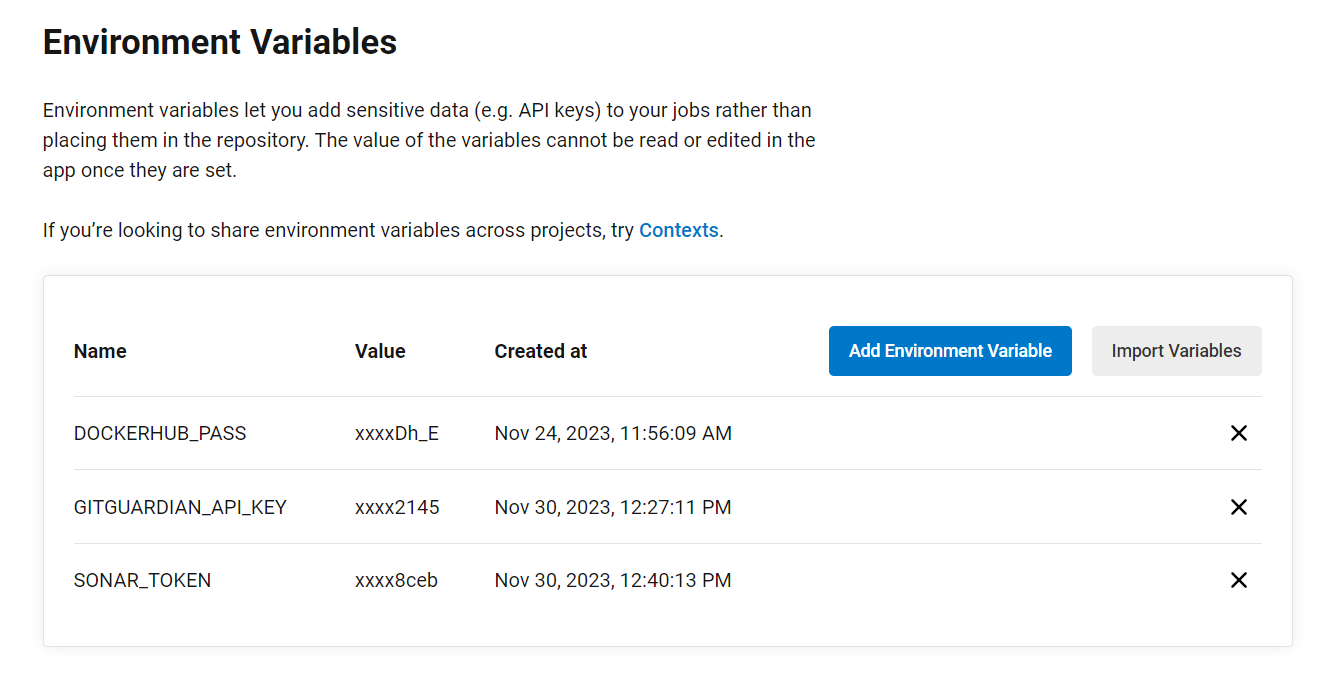 Environment Variables
Environment variables let you add sensitive data (e.g. API keys) to your jobs rather than
placing them in the repository. The value of the variables cannot be read or edited in the
app once they are set.
If you’re looking to share environment variables across projects, try Contexts.
Name Value Created at Add Environment Variable Import Variables
DOCKERHUB_PASS xxxxDh_E Nov 24, 2023, 11:56:09 AM
GITGUARDIAN_API_KEY xxxx2145 Nov 30, 2023, 12:27:11 PM
SONAR_TOKEN xxxx8ceb Nov 30, 2023, 12:40:13 PM